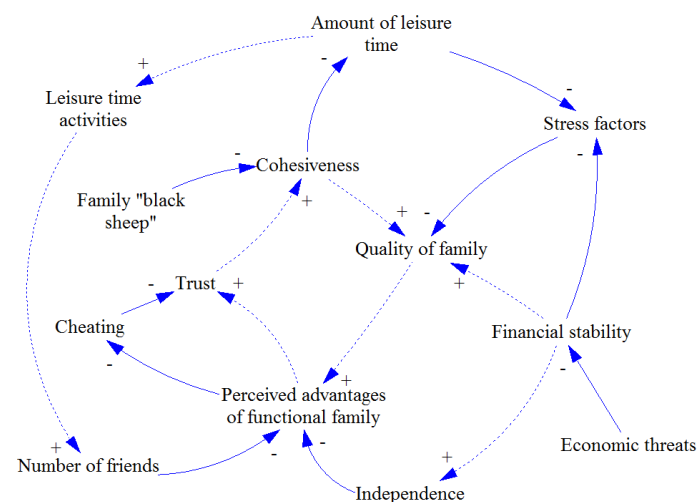 Amount of leisure
time
+
-
-
Leisure time
activities
Stress factors
-
-
Cohesiveness
Family "black
sheep"
+
+
-
Quality of family
-
Trust
+
+
Cheating
Financial stability
-
-
+
Perceived advantages
of functional family
+
-
-
+
Number of friends
Economic threats
Independence